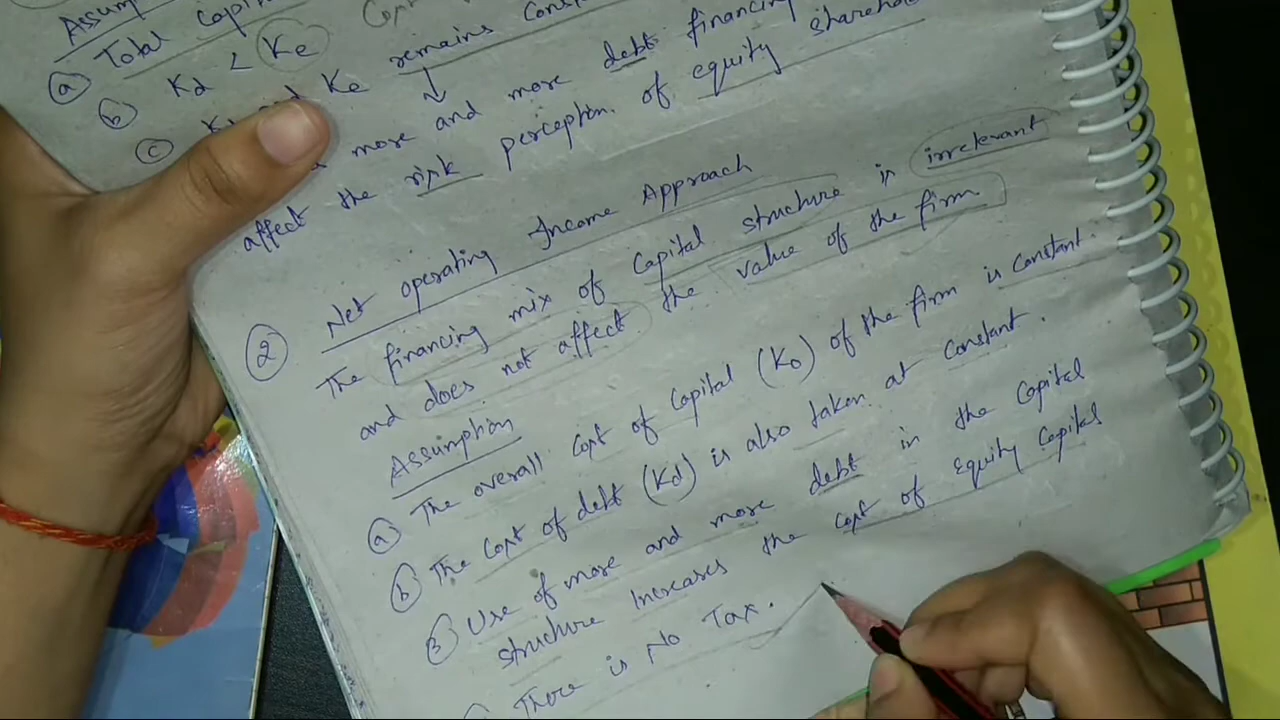 Assum
Total Capi
(a) Kd < Ke
(b)
(c) and Ke remains Const
more and more debt financing
affect the risk perception of equity shareho
(2) Net operating Income Approach
The financing mix of Capital structure is irrelevant
and does not affect the value of the firm
Assumption
(a) The overall Cost of Capital (Ko) of the firm is Constant.
(b) The Cost of debt (Kd) is also taken at Constant.
(3) Use of more and more debt in the Capital
structure increases the Cost of Equity Capital
There is No Tax.